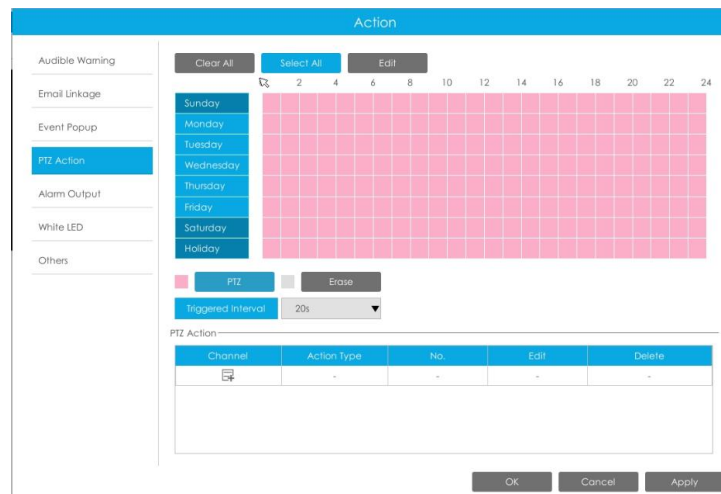 Action
Audible Warning
Email Linkage
Event Popup
PTZ Action
Alarm Output
White LED
Others
Clear All Select All Edit
2 4 6 8 10 12 14 16 18 20 22 24
Sunday
Monday
Tuesday
Wednesday
Thursday
Friday
Saturday
Holiday
PTZ Erase
Triggered Interval 20s
PTZ Action
Channel Action Type No. Edit Delete
- - - -
OK Cancel Apply